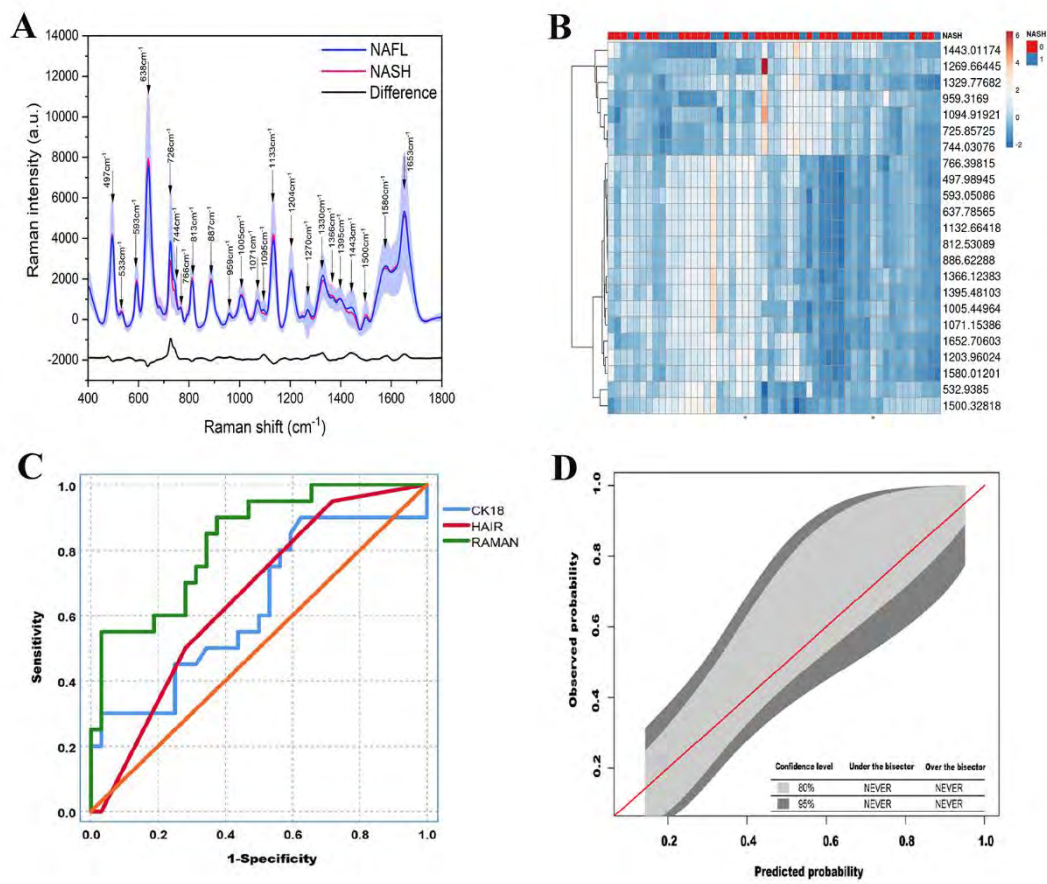 A
NAFL
NASH
Difference
14000
12000
10000
8000
6000
4000
2000
0
-2000
Raman intensity (a.u.)
497cm⁻¹
533cm⁻¹
593cm⁻¹
638cm⁻¹
726cm⁻¹
744cm⁻¹
766cm⁻¹
813cm⁻¹
887cm⁻¹
959cm⁻¹
1005cm⁻¹
1071cm⁻¹
1095cm⁻¹
1133cm⁻¹
1204cm⁻¹
1270cm⁻¹
1330cm⁻¹
1366cm⁻¹
1395cm⁻¹
1443cm⁻¹
1500cm⁻¹
1580cm⁻¹
1653cm⁻¹
400 600 800 1000 1200 1400 1600 1800
Raman shift (cm⁻¹)
B
NASH
1443.01174
1269.66445
1329.77682
959.3169
1094.91921
725.85725
744.03076
766.39815
497.98945
593.05086
637.78565
1132.66418
812.53089
886.62288
1366.12383
1395.48103
1005.44964
1071.15386
1652.70603
1203.96024
1580.01201
532.9385
1500.32818
6
4
2
0
-2
NASH
0
1
C
1.0
0.8
0.6
0.4
0.2
0.0
Sensitivity
CK18
HAIR
RAMAN
0.0 0.2 0.4 0.6 0.8 1.0
1-Specificity
D
1.0
0.8
0.6
0.4
0.2
Observed probability
Confidence level Under the bisector Over the bisector
80% NEVER NEVER
95% NEVER NEVER
0.2 0.4 0.6 0.8 1.0
Predicted probability